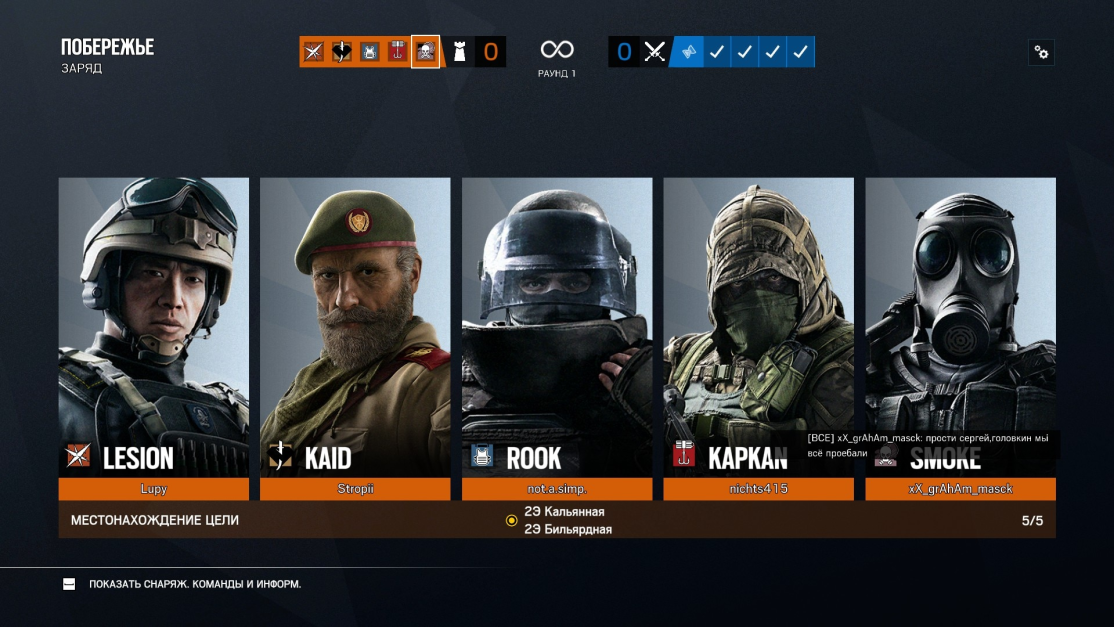 ПОБЕРЕЖЬЕ
ЗАРЯД
0
0
РАУНД 1
LESION
KAID
ROOK
KAPKAN
SMOKE
[ВСЕ] xX_grAhAm_masck: прости сергей,головкин мы
всё проебали
Lupy
Stropii
not.a.simp.
nichts415
xX_grAhAm_masck
МЕСТОНАХОЖДЕНИЕ ЦЕЛИ
2Э Кальянная
2Э Бильярдная
5/5
ПОКАЗАТЬ СНАРЯЖ. КОМАНДЫ И ИНФОРМ.